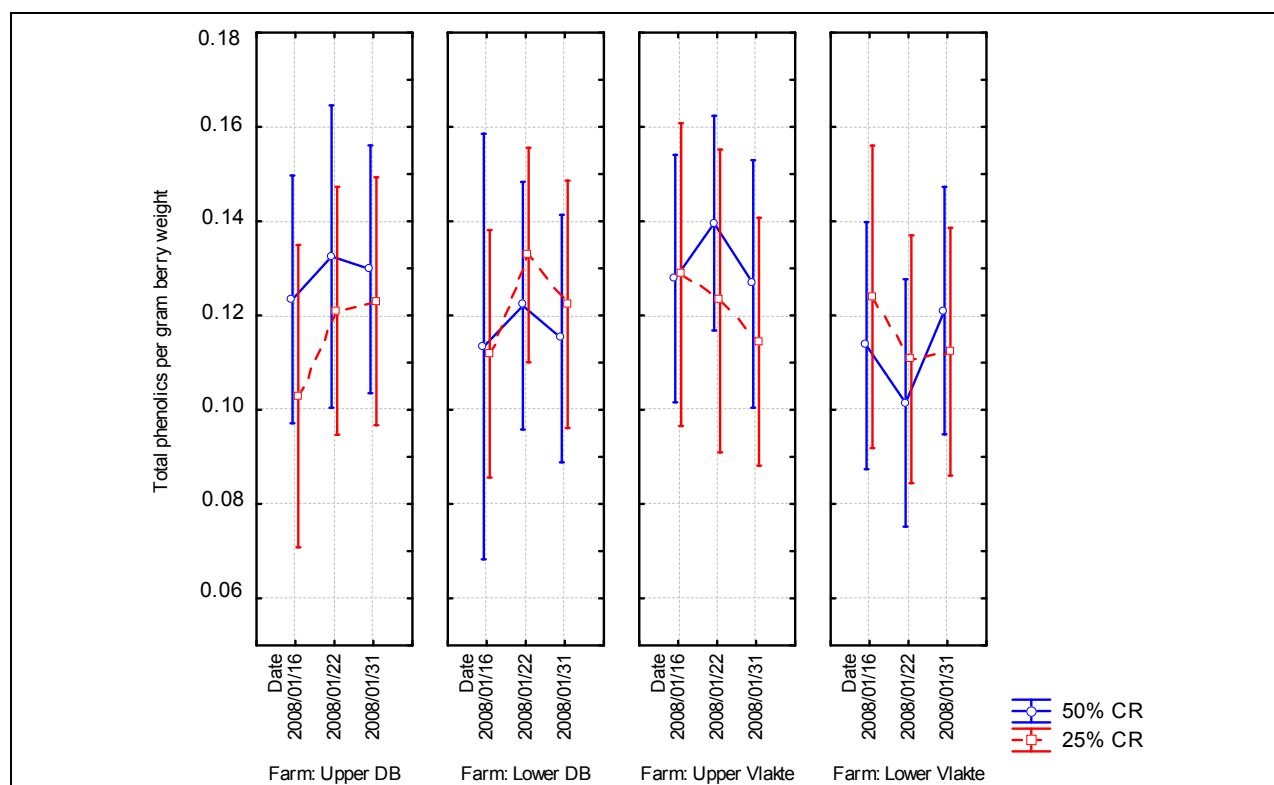 0.18
0.16
0.14
0.12
0.10
0.08
0.06
Total phenolics per gram berry weight
Date
2008/01/16
2008/01/22
2008/01/31
Farm: Upper DB
Date
2008/01/16
2008/01/22
2008/01/31
Farm: Lower DB
Date
2008/01/16
2008/01/22
2008/01/31
Farm: Upper Vlakte
Date
2008/01/16
2008/01/22
2008/01/31
Farm: Lower Vlakte
50% CR
25% CR